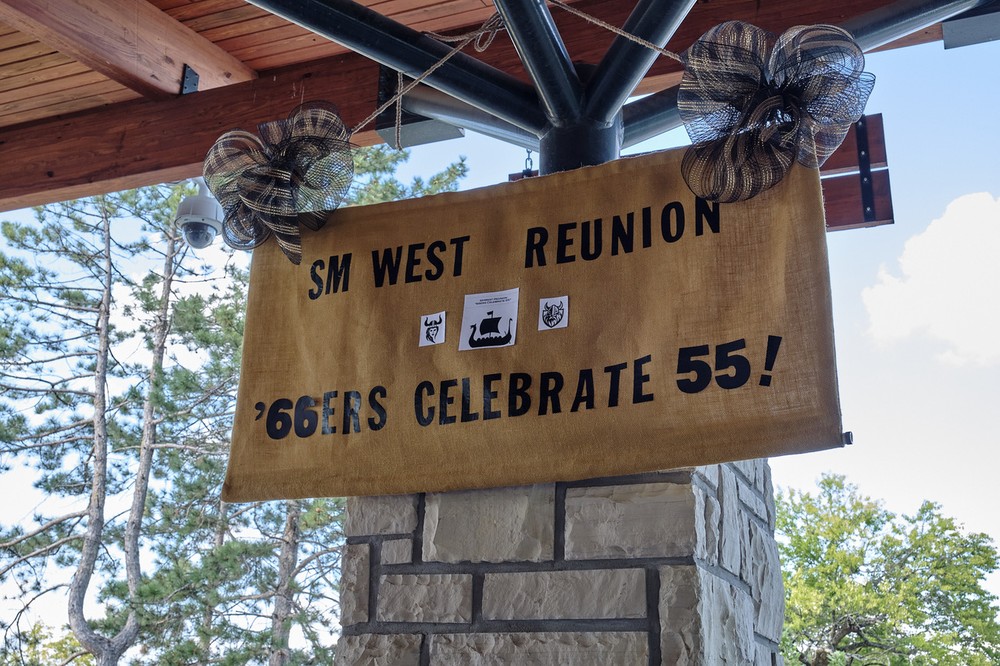 SM WEST REUNION
'66ERS CELEBRATE 55!